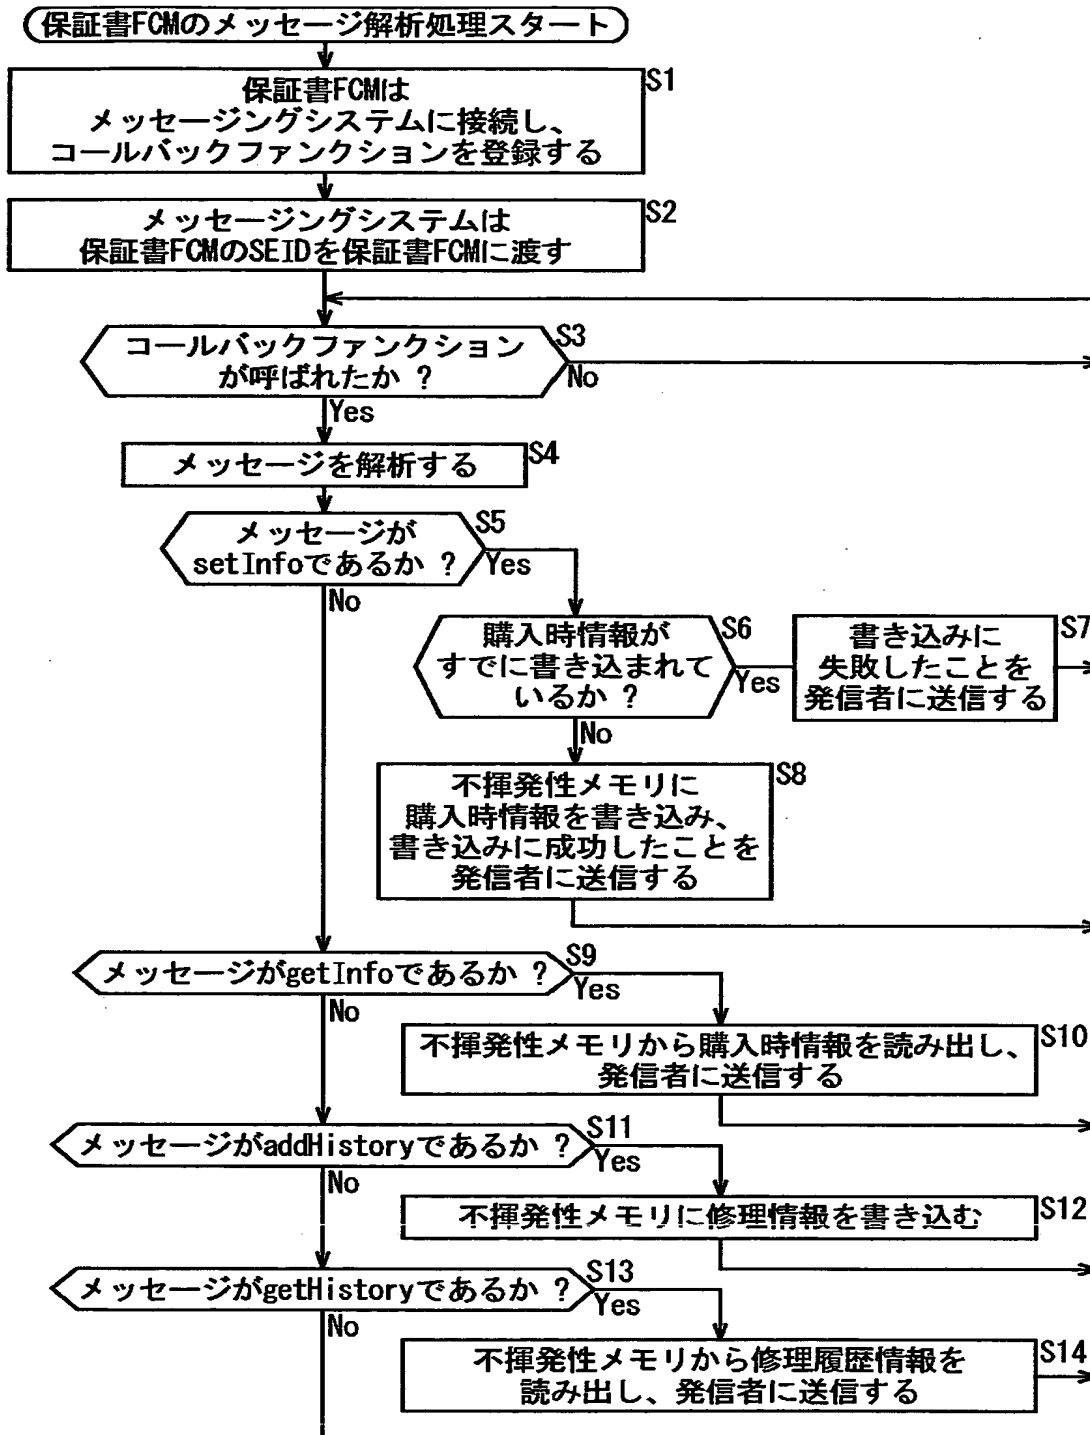 保証書FCMのメッセージ解析処理スタート
S1
保証書FCMは
メッセージングシステムに接続し、
コールバックファンクションを登録する
S2
メッセージングシステムは
保証書FCMのSEIDを保証書FCMに渡す
S3
コールバックファンクション
が呼ばれたか ?
No
Yes
S4
メッセージを解析する
S5
メッセージが
setInfoであるか ?
Yes
No
S6
購入時情報が
すでに書き込まれて
いるか ?
Yes
S7
書き込みに
失敗したことを
発信者に送信する
No
S8
不揮発性メモリに
購入時情報を書き込み、
書き込みに成功したことを
発信者に送信する
S9
メッセージがgetInfoであるか ?
Yes
No
S10
不揮発性メモリから購入時情報を読み出し、
発信者に送信する
S11
メッセージがaddHistoryであるか ?
Yes
No
S12
不揮発性メモリに修理情報を書き込む
S13
メッセージがgetHistoryであるか ?
Yes
No
S14
不揮発性メモリから修理履歴情報を
読み出し、発信者に送信する